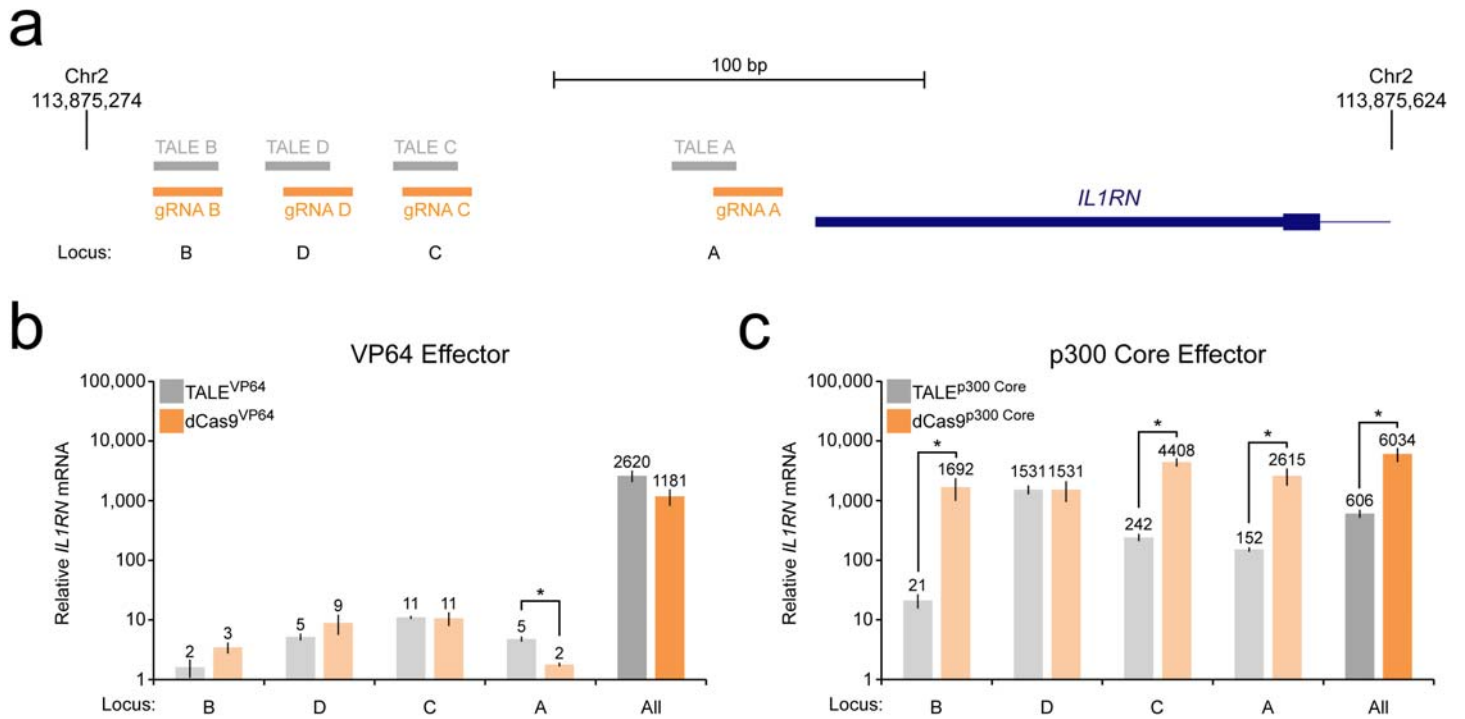 a
100 bp
Chr2
113,875,274
Chr2
113,875,624
TALE B TALE D TALE C TALE A
gRNA B gRNA D gRNA C gRNA A
IL1RN
Locus: B D C A
b
VP64 Effector
TALE^VP64
dCas9^VP64
Relative IL1RN mRNA
100,000
10,000
1,000
100
10
1
2 3 5 9 11 11 5 * 2 2620 1181
Locus: B D C A All
c
p300 Core Effector
TALE^p300 Core
dCas9^p300 Core
Relative IL1RN mRNA
100,000
10,000
1,000
100
10
1
21 * 1692 1531 1531 242 * 4408 152 * 2615 606 * 6034
Locus: B D C A All